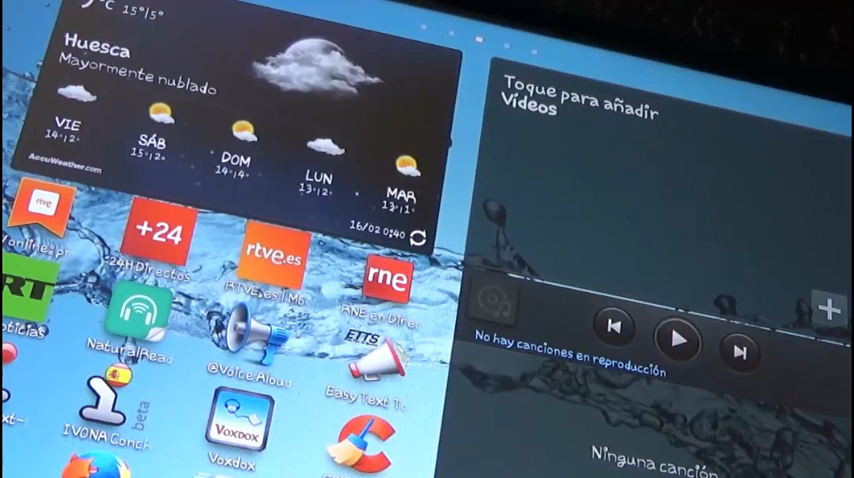 °C 15°/5°
Huesca
Mayormente nublado
VIE
14°12°
SÁB
15°12°
DOM
14°14°
LUN
13°12°
MAR
13°11°
AccuWeather.com
16/02 0:40
Toque para añadir
Vídeos
rtve
+24
rtve.es
rne
24H Directos
RTVE.es | Mó
RNE en Direc
RT
oticias
NaturalRead
@Voice Aloud
ETTS
Easy Text To
IVONA Conch
beta
VOXDOX
Voxdox
No hay canciones en reproducción
Ninguna canción